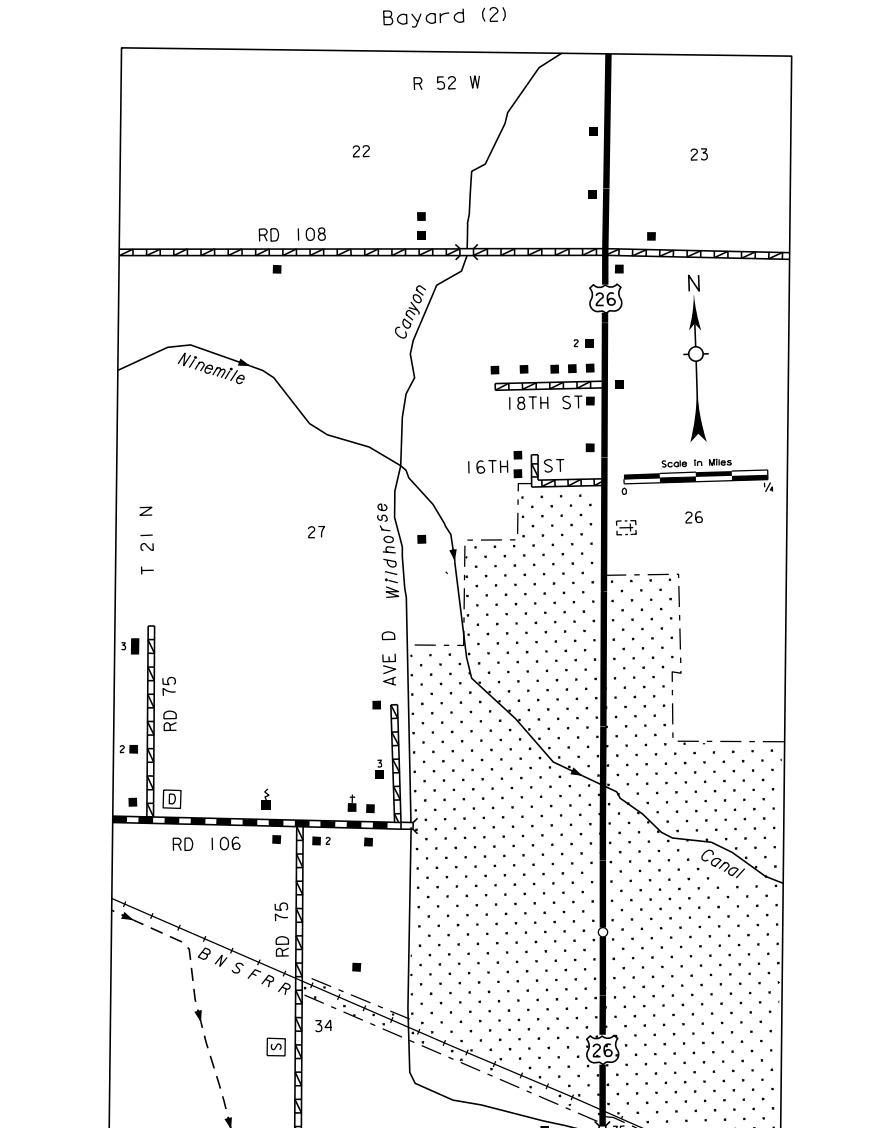 Bayard (2)
R 52 W
22
23
RD 108
Canyon
26
N
2
Ninemile
18TH ST
Scale in Miles
0
1/4
16TH ST
26
27
T 21 N
Wildhorse
AVE D
3
RD 75
2
3
D
RD 106
2
Canal
RD 75
BNSFRR
34
S
26